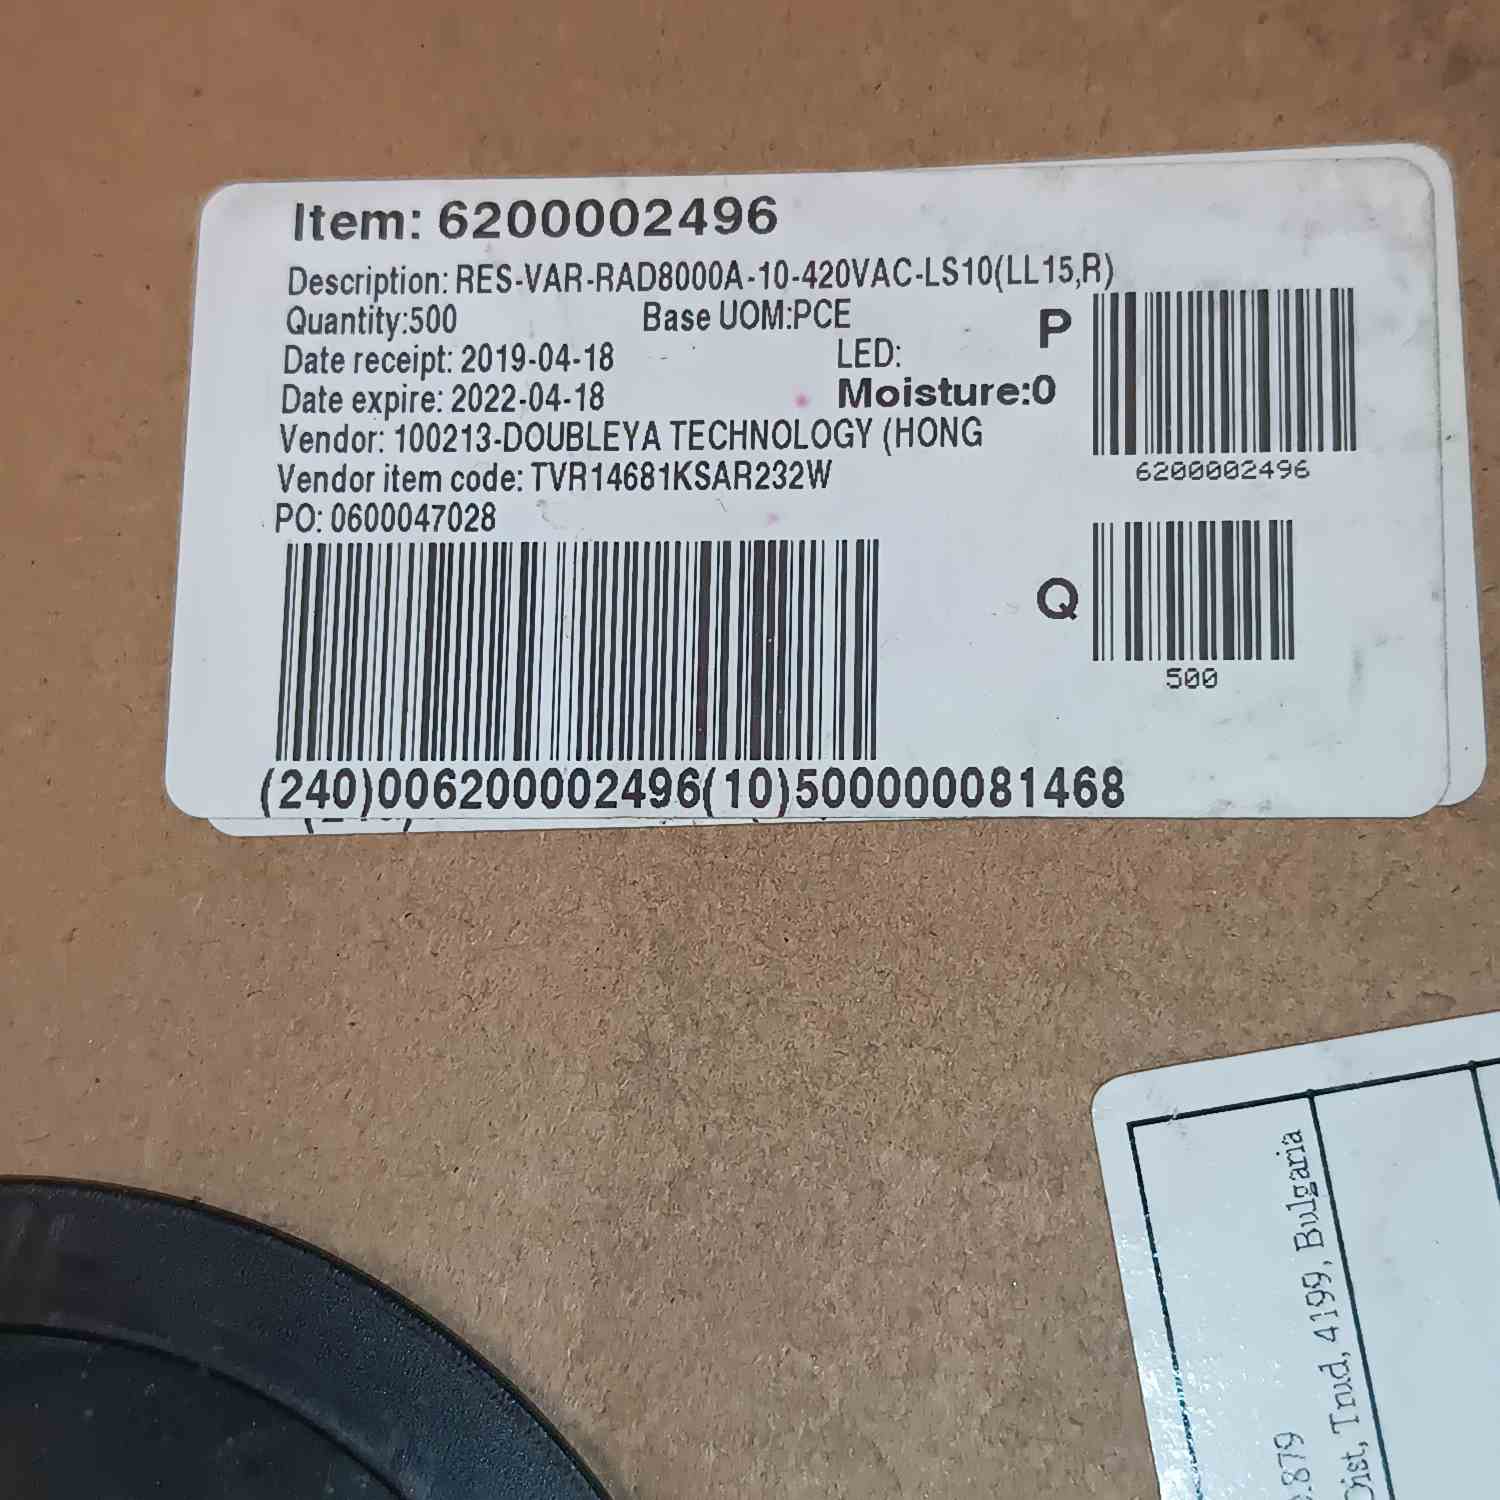 Item: 6200002496
Description: RES-VAR-RAD8000A-10-420VAC-LS10(LL15,R)
Quantity:500 Base UOM:PCE
Date receipt: 2019-04-18 LED:
Date expire: 2022-04-18 Moisture:0
Vendor: 100213-DOUBLEYA TECHNOLOGY (HONG
Vendor item code: TVR14681KSAR232W
PO: 0600047028
P
6200002496
Q
500
(240)006200002496(10)500000081468
.879
Dist, Trud, 4199, Bulgaria